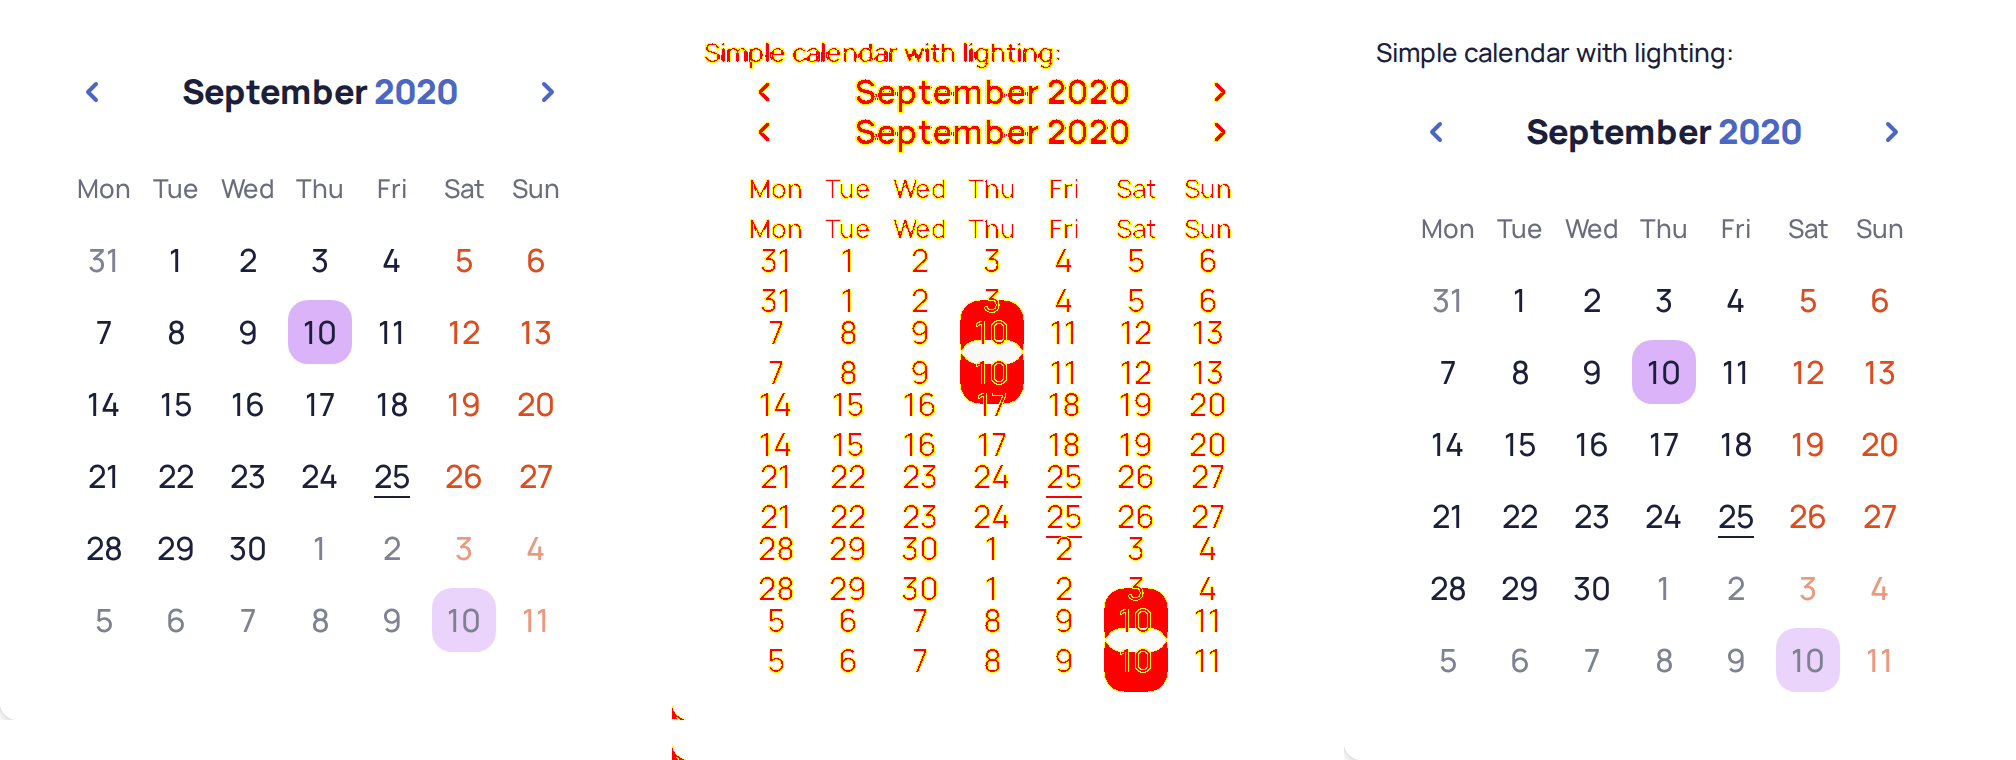 September 2020
Mon Tue Wed Thu Fri Sat Sun
31 1 2 3 4 5 6
7 8 9 10 11 12 13
14 15 16 17 18 19 20
21 22 23 24 25 26 27
28 29 30 1 2 3 4
5 6 7 8 9 10 11
Simple calendar with lighting:
September 2020
September 2020
Mon Tue Wed Thu Fri Sat Sun
Mon Tue Wed Thu Fri Sat Sun
31 1 2 3 4 5 6
31 1 2 3 4 5 6
7 8 9 10 11 12 13
7 8 9 10 11 12 13
14 15 16 17 18 19 20
14 15 16 17 18 19 20
21 22 23 24 25 26 27
21 22 23 24 25 26 27
28 29 30 1 2 3 4
28 29 30 1 2 3 4
5 6 7 8 9 10 11
5 6 7 8 9 10 11
Simple calendar with lighting:
September 2020
Mon Tue Wed Thu Fri Sat Sun
31 1 2 3 4 5 6
7 8 9 10 11 12 13
14 15 16 17 18 19 20
21 22 23 24 25 26 27
28 29 30 1 2 3 4
5 6 7 8 9 10 11